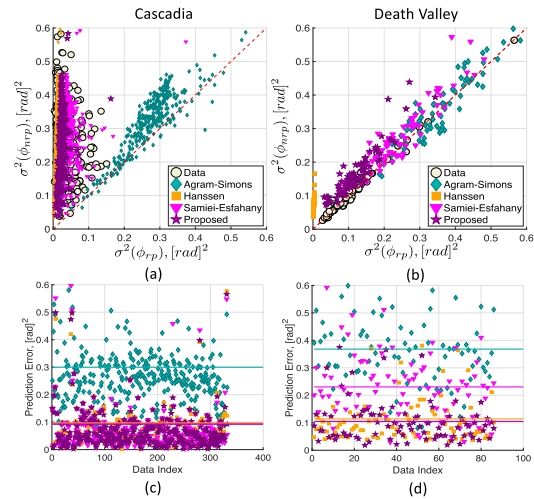 Cascadia
Death Valley
0.6
0.5
0.4
0.3
0.2
0.1
0
σ²(ϕnrp), [rad]²
Data
Agram-Simons
Hanssen
Samiei-Esfahany
Proposed
0 0.1 0.2 0.3 0.4 0.5 0.6
σ²(ϕrp), [rad]²
(a)
0.6
0.5
0.4
0.3
0.2
0.1
0
σ²(ϕnrp), [rad]²
Data
Agram-Simons
Hanssen
Samiei-Esfahany
Proposed
0 0.1 0.2 0.3 0.4 0.5 0.6
σ²(ϕrp), [rad]²
(b)
0.6
0.5
0.4
0.3
0.2
0.1
0
Prediction Error, [rad]²
0 100 200 300 400
Data Index
(c)
0.6
0.5
0.4
0.3
0.2
0.1
0
Prediction Error, [rad]²
0 20 40 60 80 100
Data Index
(d)